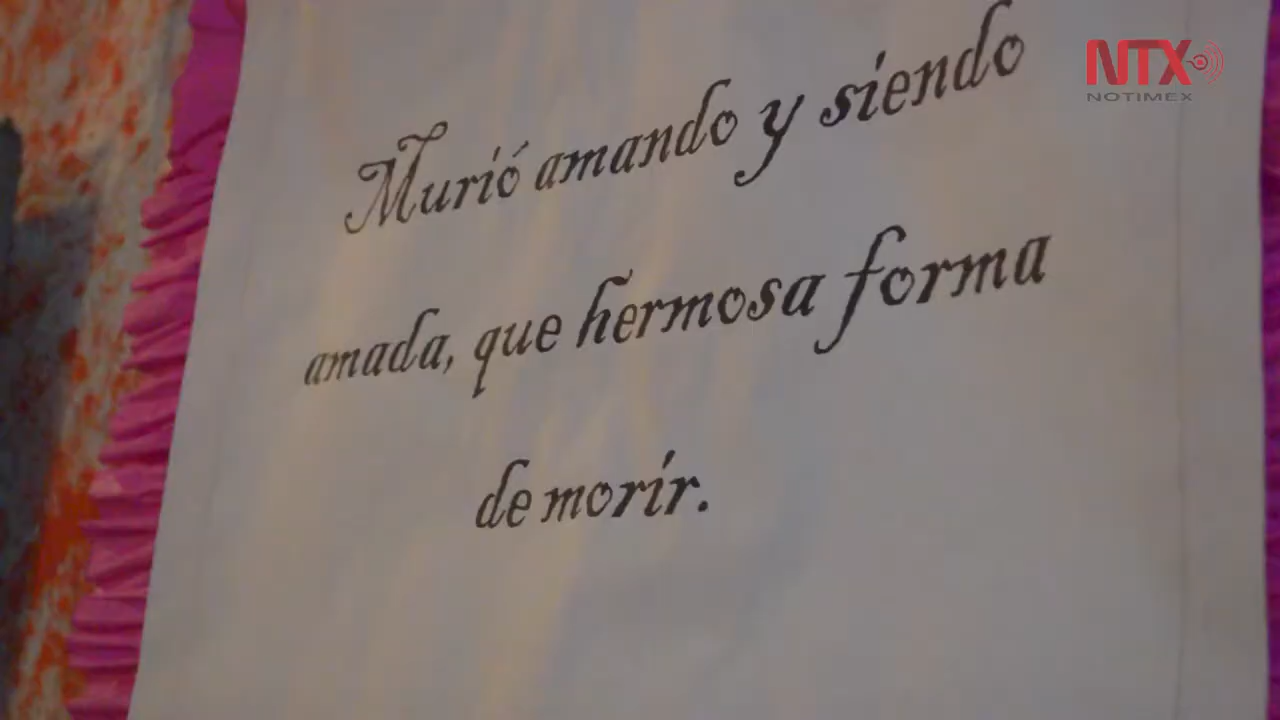 NTX
NOTIMEX
Murió amando y siendo
amada, que hermosa forma
de morir.